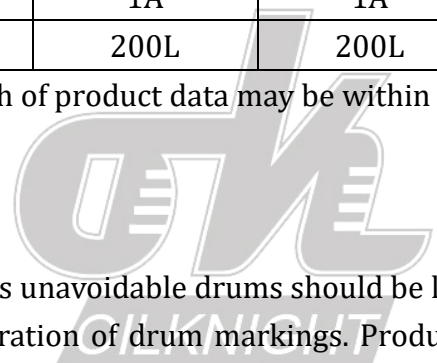 1A 1A
200L 200L
h of product data may be within
s unavoidable drums should be l
OILKNIGHT
ration of drum markings. Produ